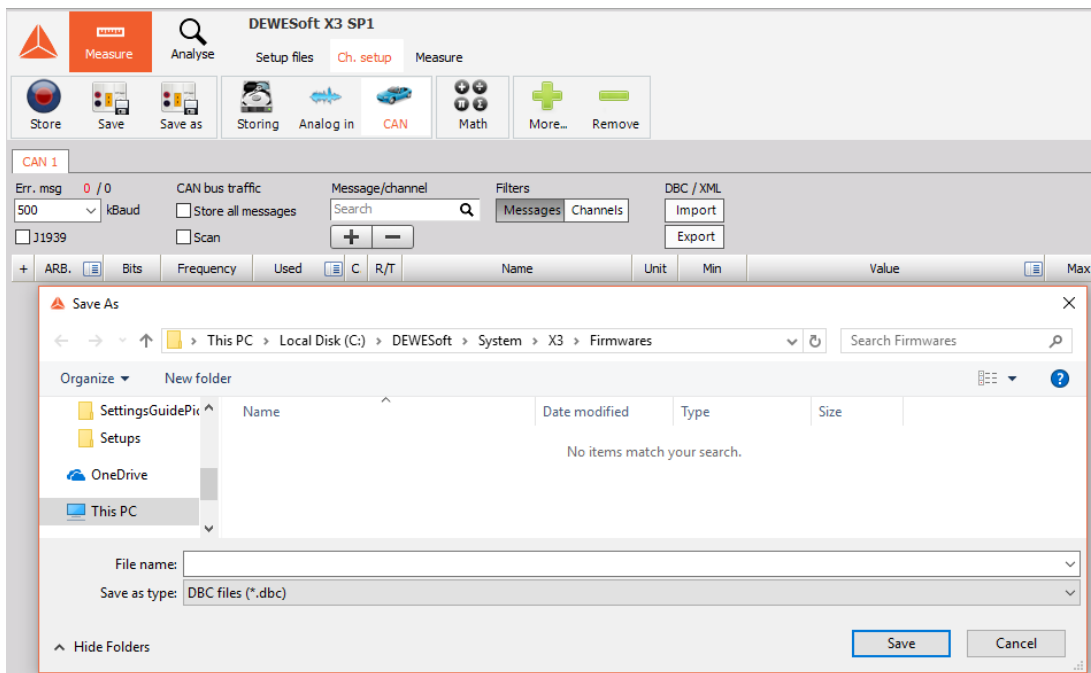 DEWESoft X3 SP1
Measure Analyse Setup files Ch. setup Measure
Store Save Save as Storing Analog in CAN Math More... Remove
CAN 1
Err. msg 0 / 0 CAN bus traffic Message/channel Filters DBC / XML
500 kBaud Store all messages Search Messages Channels Import
J1939 Scan + − Export
+ ARB. Bits Frequency Used C R/T Name Unit Min Value Max
Save As
This PC > Local Disk (C:) > DEWESoft > System > X3 > Firmwares Search Firmwares
Organize New folder
SettingsGuidePic Name Date modified Type Size
Setups
No items match your search.
OneDrive
This PC
File name:
Save as type: DBC files (*.dbc)
Hide Folders Save Cancel